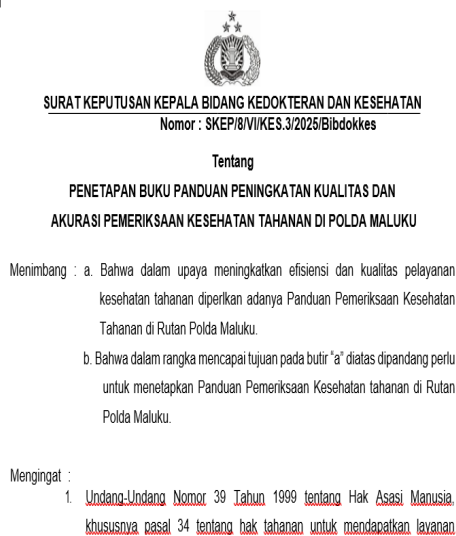 SURAT KEPUTUSAN KEPALA BIDANG KEDOKTERAN DAN KESEHATAN
Nomor : SKEP/8/VI/KES.3/2025/Bibdokkes
Tentang
PENETAPAN BUKU PANDUAN PENINGKATAN KUALITAS DAN
AKURASI PEMERIKSAAN KESEHATAN TAHANAN DI POLDA MALUKU
Menimbang : a. Bahwa dalam upaya meningkatkan efisiensi dan kualitas pelayanan
kesehatan tahanan diperlkan adanya Panduan Pemeriksaan Kesehatan
Tahanan di Rutan Polda Maluku.
b. Bahwa dalam rangka mencapai tujuan pada butir “a” diatas dipandang perlu
untuk menetapkan Panduan Pemeriksaan Kesehatan tahanan di Rutan
Polda Maluku.
Mengingat :
1. Undang-Undang Nomor 39 Tahun 1999 tentang Hak Asasi Manusia,
khususnya pasal 34 tentang hak tahanan untuk mendapatkan layanan